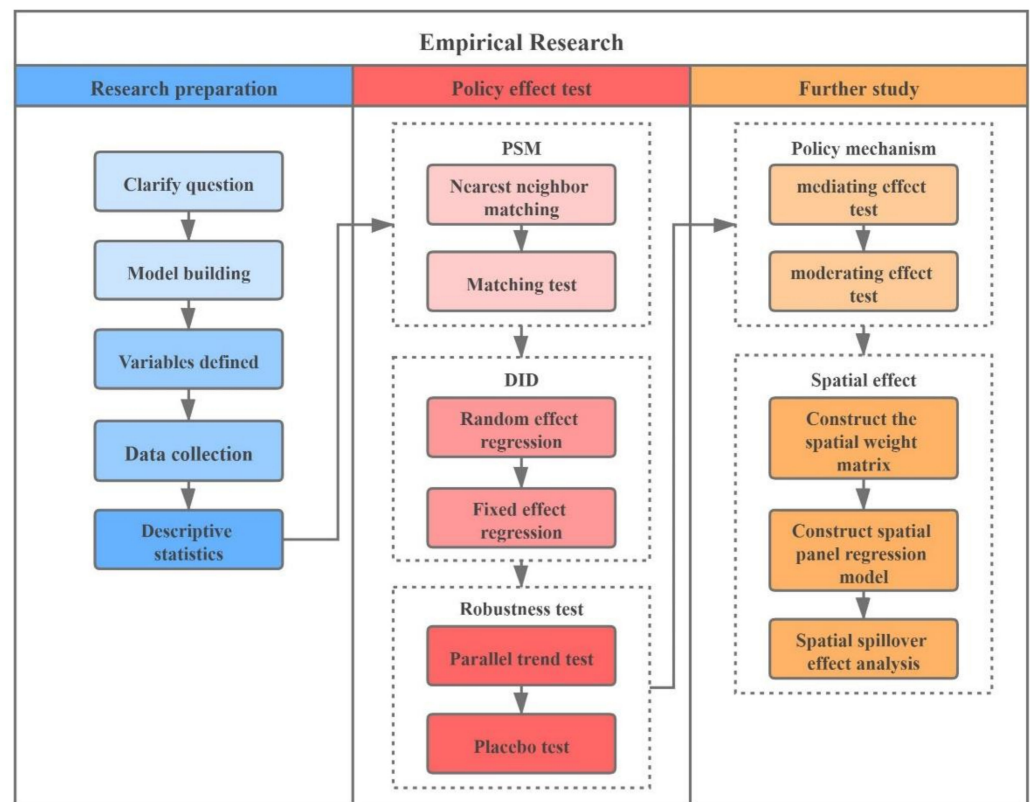 Empirical Research
Research preparation
Policy effect test
Further study
Clarify question
Model building
Variables defined
Data collection
Descriptive
statistics
PSM
Nearest neighbor
matching
Matching test
DID
Random effect
regression
Fixed effect
regression
Robustness test
Parallel trend test
Placebo test
Policy mechanism
mediating effect
test
moderating effect
test
Spatial effect
Construct the
spatial weight
matrix
Construct spatial
panel regression
model
Spatial spillover
effect analysis